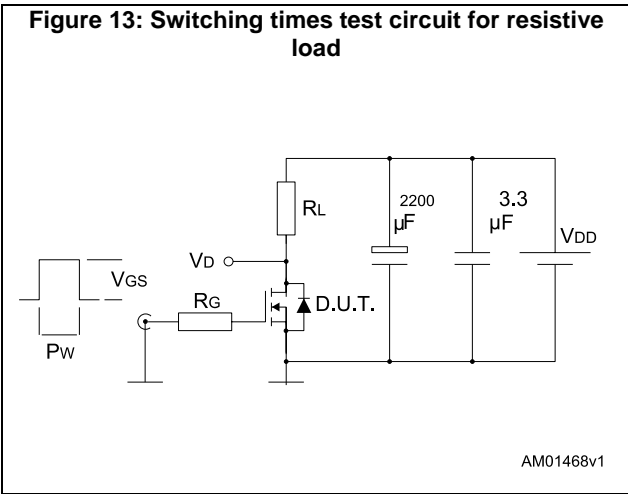 Figure 13: Switching times test circuit for resistive
load
2200
µF
3.3
µF
RL
VDD
VD
VGS
RG
D.U.T.
PW
AM01468v1